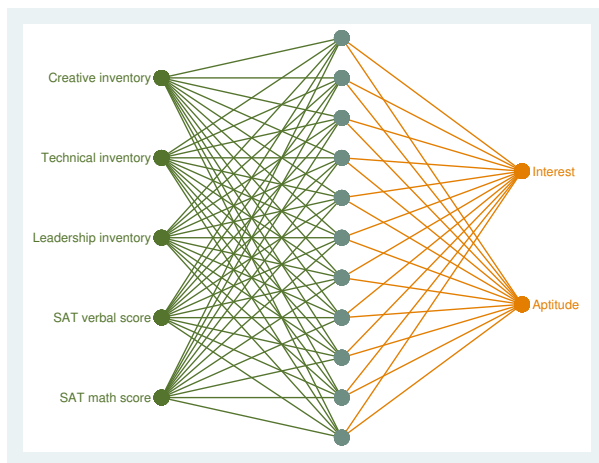 Creative inventory
Technical inventory
Leadership inventory
SAT verbal score
SAT math score
Interest
Aptitude